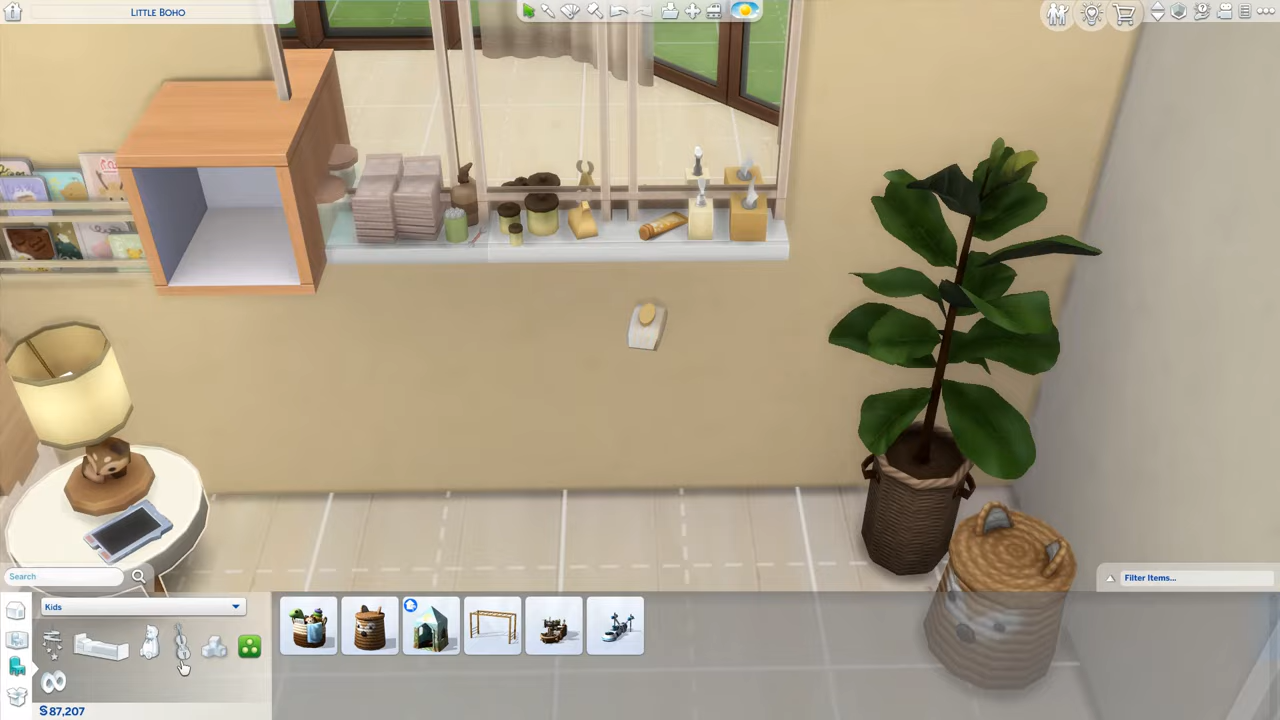 LITTLE BOHO
Search
Filter Items...
Kids
$87,207